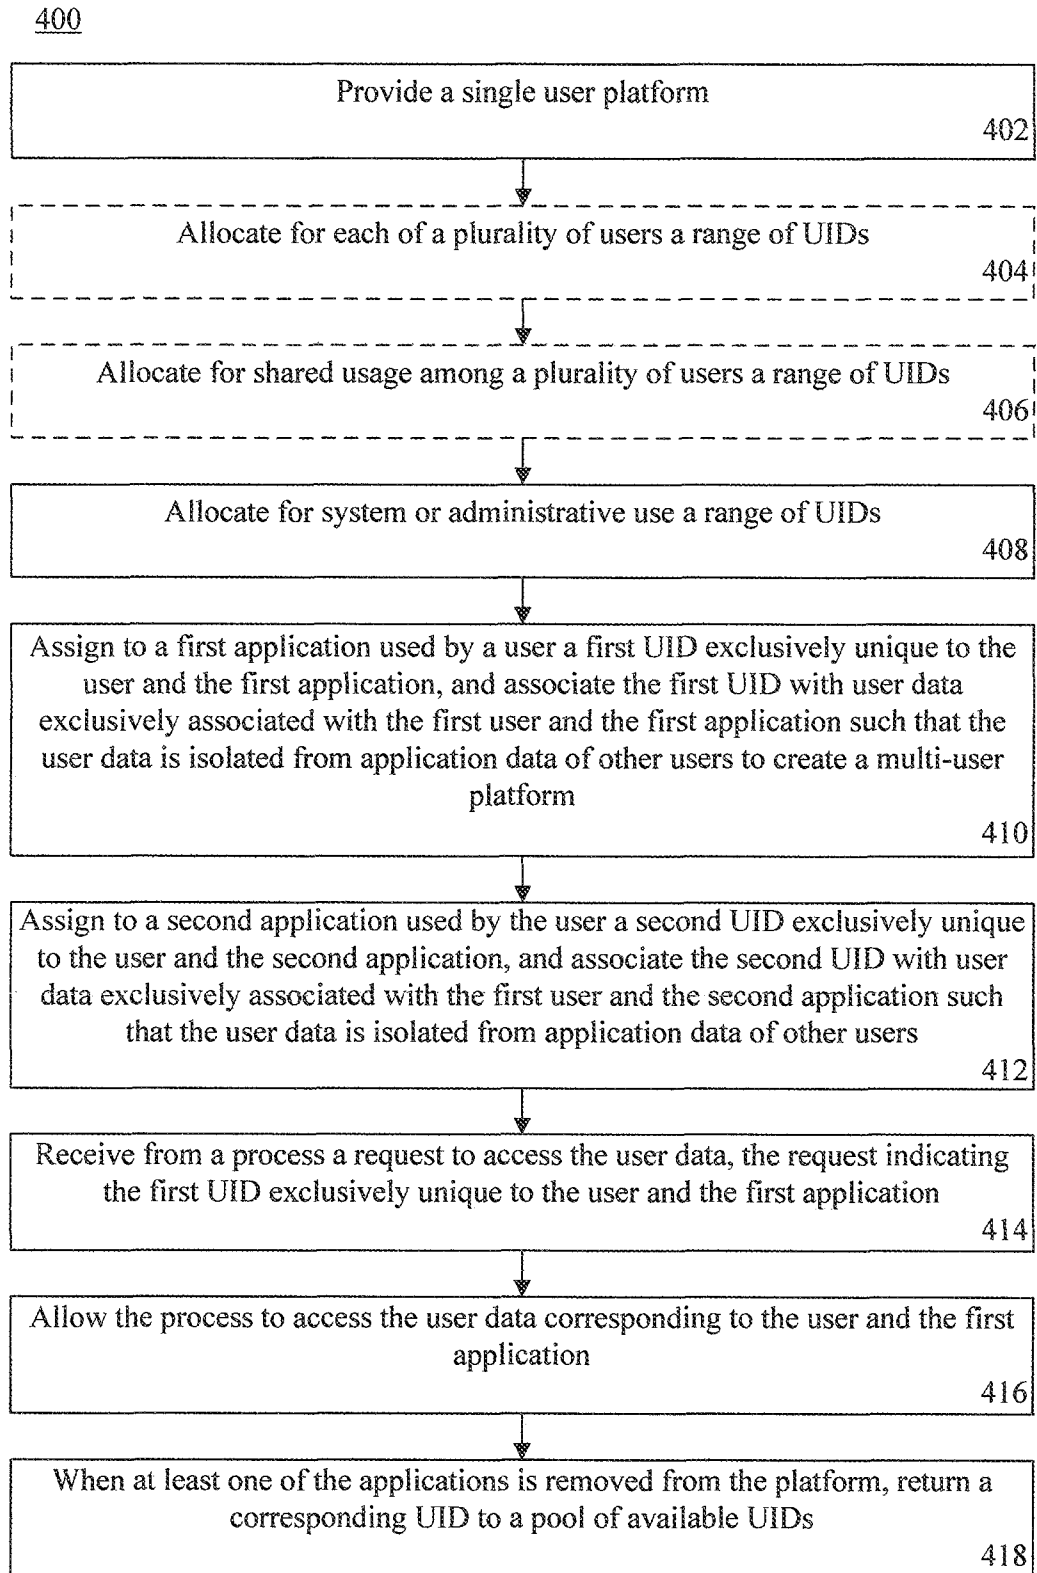 400
Provide a single user platform
402
Allocate for each of a plurality of users a range of UIDs
404
Allocate for shared usage among a plurality of users a range of UIDs
406
Allocate for system or administrative use a range of UIDs
408
Assign to a first application used by a user a first UID exclusively unique to the
user and the first application, and associate the first UID with user data
exclusively associated with the first user and the first application such that the
user data is isolated from application data of other users to create a multi-user
platform
410
Assign to a second application used by the user a second UID exclusively unique
to the user and the second application, and associate the second UID with user
data exclusively associated with the first user and the second application such
that the user data is isolated from application data of other users
412
Receive from a process a request to access the user data, the request indicating
the first UID exclusively unique to the user and the first application
414
Allow the process to access the user data corresponding to the user and the first
application
416
When at least one of the applications is removed from the platform, return a
corresponding UID to a pool of available UIDs
418